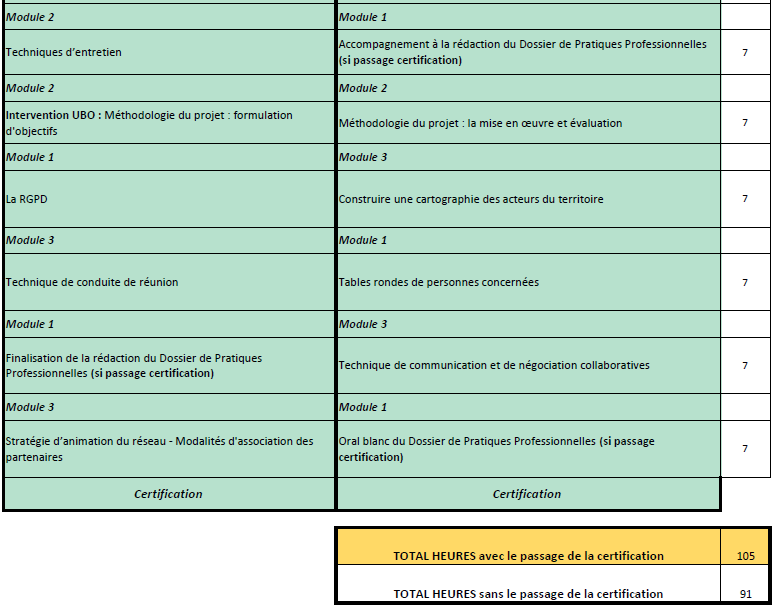 Module 2
Module 1
Techniques d’entretien
Accompagnement à la rédaction du Dossier de Pratiques Professionnelles
(si passage certification)
7
Module 2
Module 2
Intervention UBO : Méthodologie du projet : formulation
d'objectifs
Méthodologie du projet : la mise en œuvre et évaluation
7
Module 1
Module 3
La RGPD
Construire une cartographie des acteurs du territoire
7
Module 3
Module 1
Technique de conduite de réunion
Tables rondes de personnes concernées
7
Module 1
Module 3
Finalisation de la rédaction du Dossier de Pratiques
Professionnelles (si passage certification)
Technique de communication et de négociation collaboratives
7
Module 3
Module 1
Stratégie d’animation du réseau - Modalités d'association des
partenaires
Oral blanc du Dossier de Pratiques Professionnelles (si passage
certification)
7
Certification
Certification
TOTAL HEURES avec le passage de la certification
105
TOTAL HEURES sans le passage de la certification
91